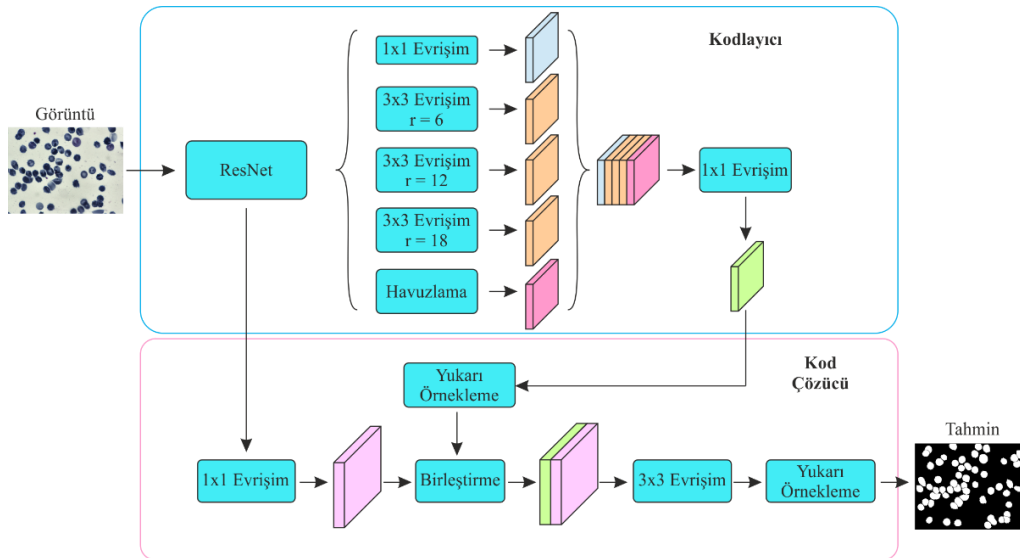 Kodlayıcı
Görüntü
ResNet
1x1 Evrişim
3x3 Evrişim
r = 6
3x3 Evrişim
r = 12
3x3 Evrişim
r = 18
Havuzlama
1x1 Evrişim
Kod
Çözücü
Yukarı
Örnekleme
1x1 Evrişim
Birleştirme
3x3 Evrişim
Yukarı
Örnekleme
Tahmin